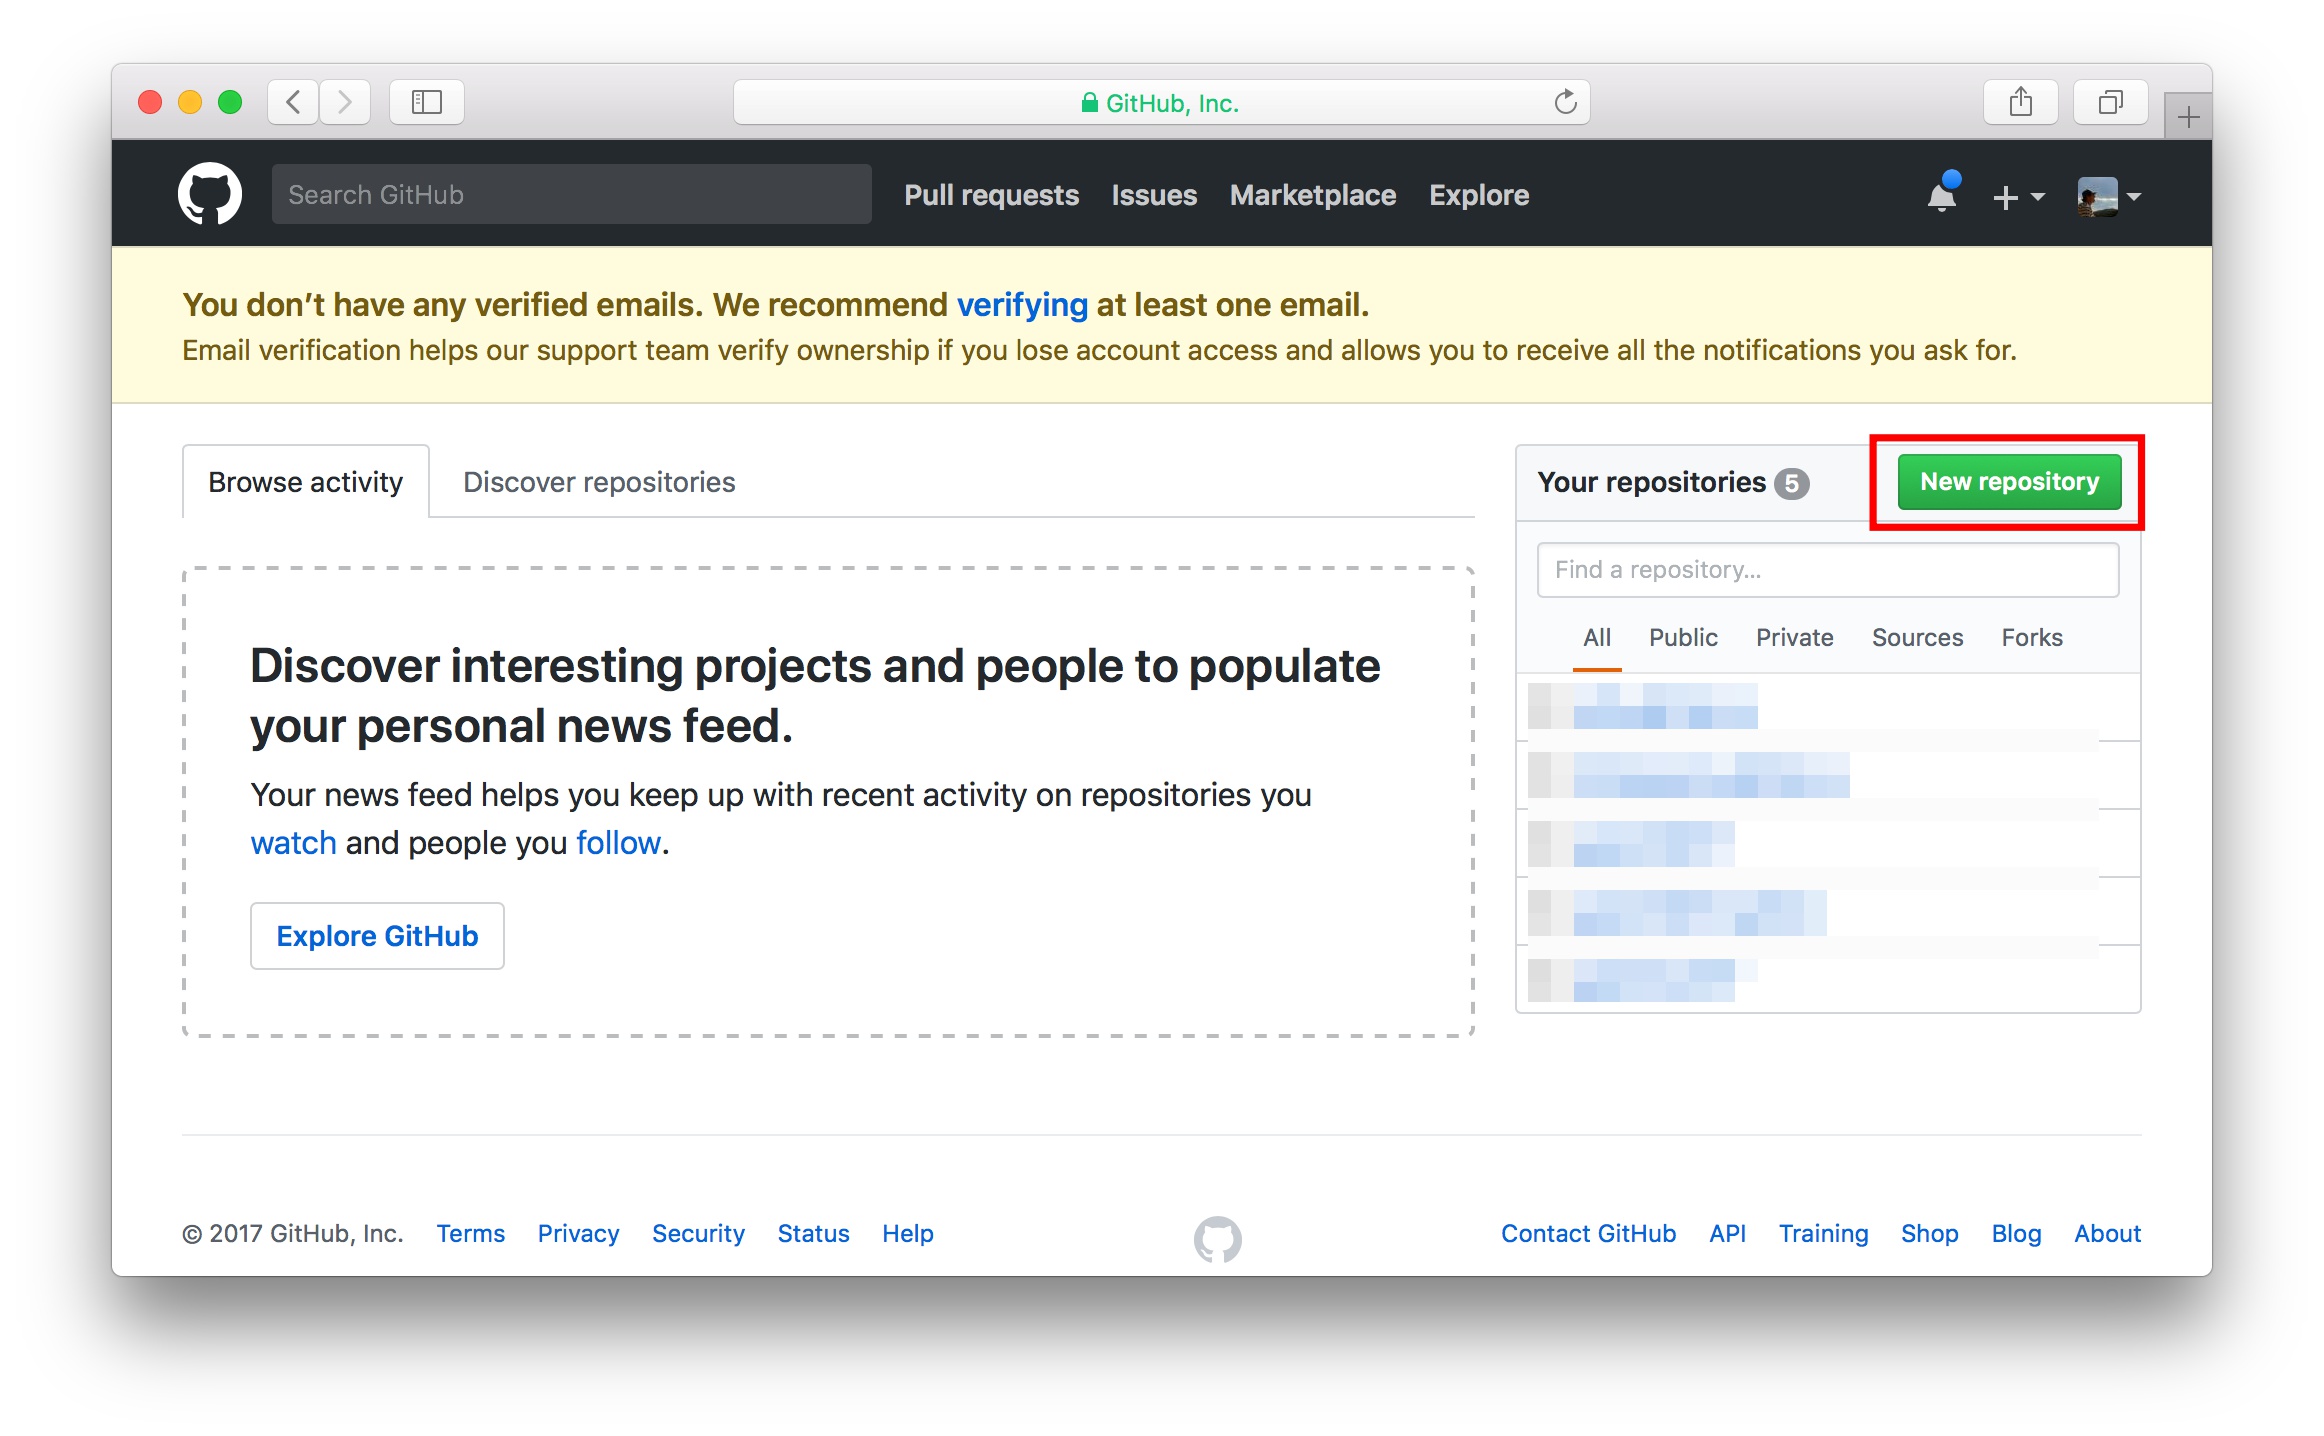 GitHub, Inc.
Search GitHub
Pull requests
Issues
Marketplace
Explore
You don’t have any verified emails. We recommend verifying at least one email.
Email verification helps our support team verify ownership if you lose account access and allows you to receive all the notifications you ask for.
Browse activity
Discover repositories
Discover interesting projects and people to populate
your personal news feed.
Your news feed helps you keep up with recent activity on repositories you
watch and people you follow.
Explore GitHub
Your repositories 5
New repository
Find a repository…
All
Public
Private
Sources
Forks
© 2017 GitHub, Inc.
Terms
Privacy
Security
Status
Help
Contact GitHub
API
Training
Shop
Blog
About